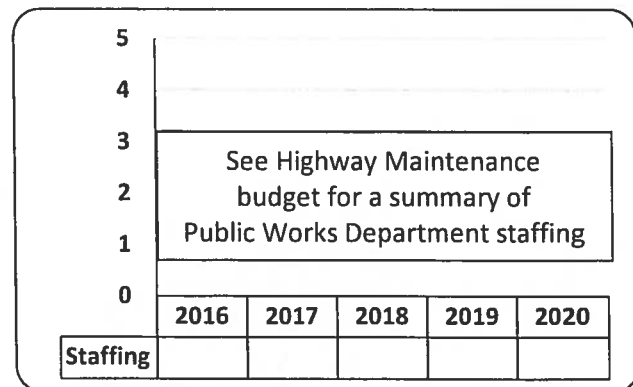 5
4
3
See Highway Maintenance
2 budget for a summary of
Public Works Department staffing
1
0
2016 2017 2018 2019 2020
Staffing